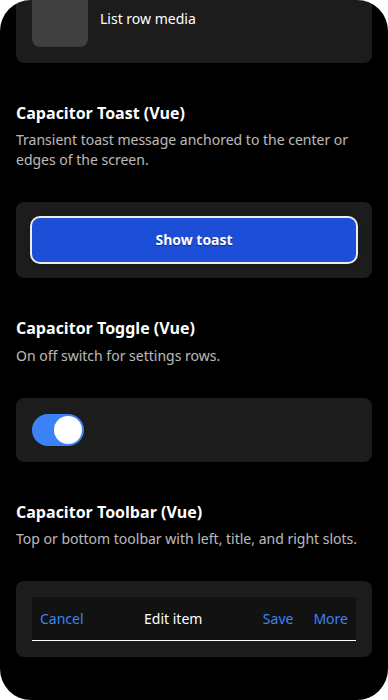 List row media
Capacitor Toast (Vue)
Transient toast message anchored to the center or
edges of the screen.
Show toast
Capacitor Toggle (Vue)
On off switch for settings rows.
Capacitor Toolbar (Vue)
Top or bottom toolbar with left, title, and right slots.
Cancel Edit item Save More